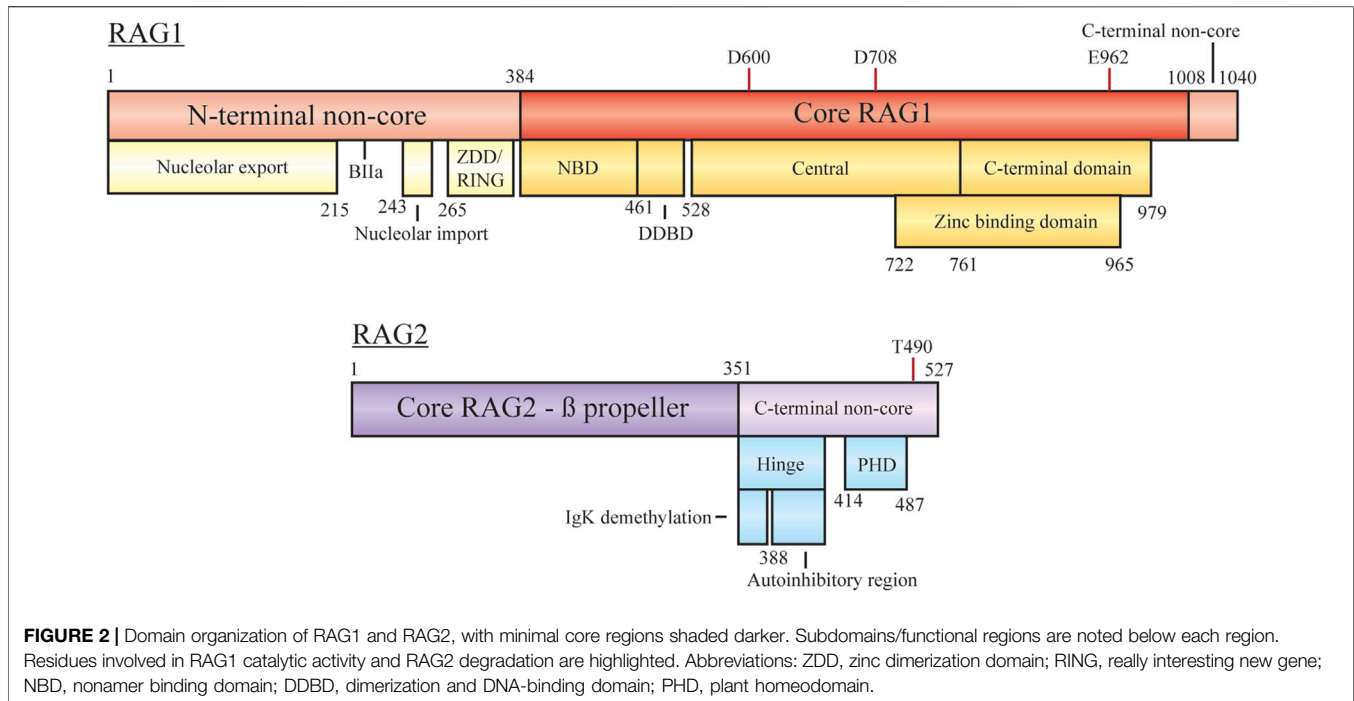 RAG1
C-terminal non-core
1
384
D600
D708
E962
1008
1040
N-terminal non-core
Core RAG1
Nucleolar export
BIIa
ZDD/
RING
NBD
Central
C-terminal domain
215
243
265
461
528
979
Nucleolar import
DDBD
Zinc binding domain
722
761
965
RAG2
T490
1
351
527
Core RAG2 - ß propeller
C-terminal non-core
Hinge
PHD
414
487
IgK demethylation
388
Autoinhibitory region
FIGURE 2 | Domain organization of RAG1 and RAG2, with minimal core regions shaded darker. Subdomains/functional regions are noted below each region.
Residues involved in RAG1 catalytic activity and RAG2 degradation are highlighted. Abbreviations: ZDD, zinc dimerization domain; RING, really interesting new gene;
NBD, nonamer binding domain; DDBD, dimerization and DNA-binding domain; PHD, plant homeodomain.